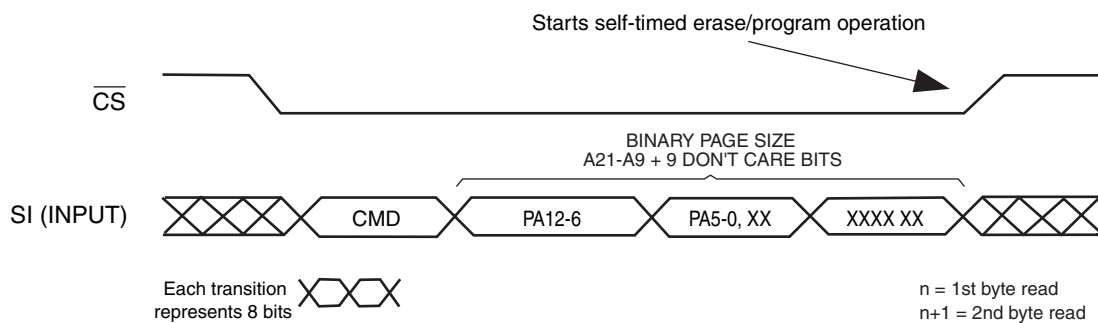 Starts self-timed erase/program operation
CS
BINARY PAGE SIZE
A21-A9 + 9 DON'T CARE BITS
SI (INPUT)
CMD
PA12-6
PA5-0, XX
XXXX XX
Each transition
represents 8 bits
n = 1st byte read
n+1 = 2nd byte read